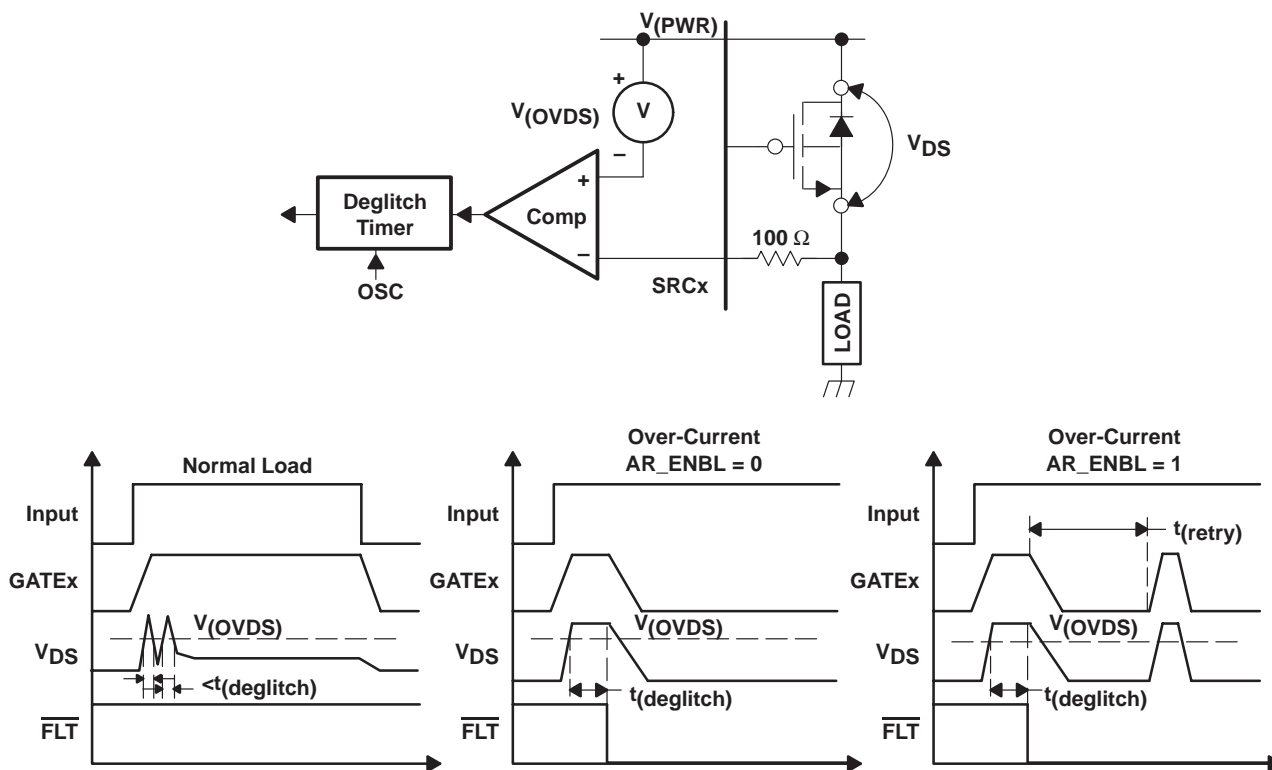 V(PWR)
+
V(OVDS)
V
−
VDS
+
Deglitch
Timer
Comp
100 Ω
−
OSC
SRCx
LOAD
Normal Load
Input
GATEx
V(OVDS)
VDS
<t(deglitch)
FLT
Over-Current
AR_ENBL = 0
Input
GATEx
V(OVDS)
VDS
t(deglitch)
FLT
Over-Current
AR_ENBL = 1
Input
t(retry)
GATEx
V(OVDS)
VDS
t(deglitch)
FLT